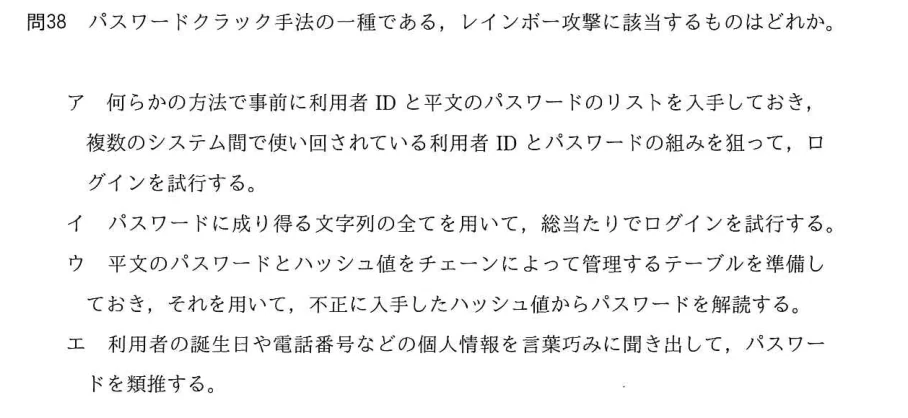 問38 パスワードクラック手法の一種である，レインボー攻撃に該当するものはどれか。
ア 何らかの方法で事前に利用者 ID と平文のパスワードのリストを入手しておき，
複数のシステム間で使い回されている利用者 ID とパスワードの組みを狙って，ロ
グインを試行する。
イ パスワードに成り得る文字列の全てを用いて，総当たりでログインを試行する。
ウ 平文のパスワードとハッシュ値をチェーンによって管理するテーブルを準備し
ておき，それを用いて，不正に入手したハッシュ値からパスワードを解読する。
エ 利用者の誕生日や電話番号などの個人情報を言葉巧みに聞き出して，パスワー
ドを類推する。